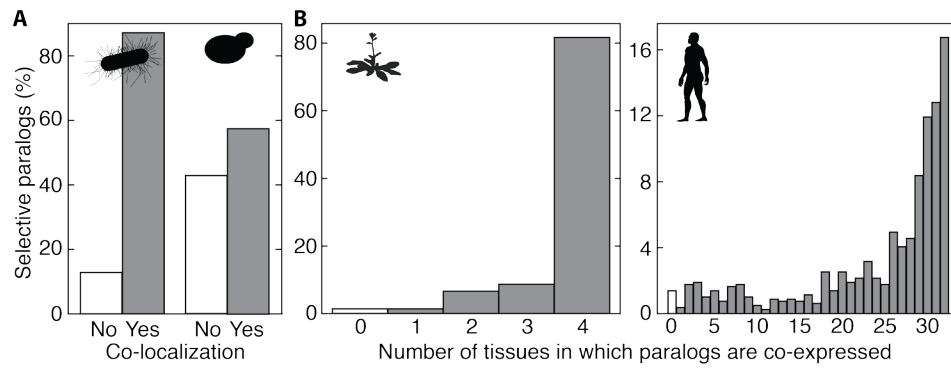 A
B
Selective paralogs (%)
80
60
40
20
0
No Yes
No Yes
Co-localization
80
60
40
20
0
0 1 2 3 4
16
12
8
4
0
0 5 10 15 20 25 30
Number of tissues in which paralogs are co-expressed